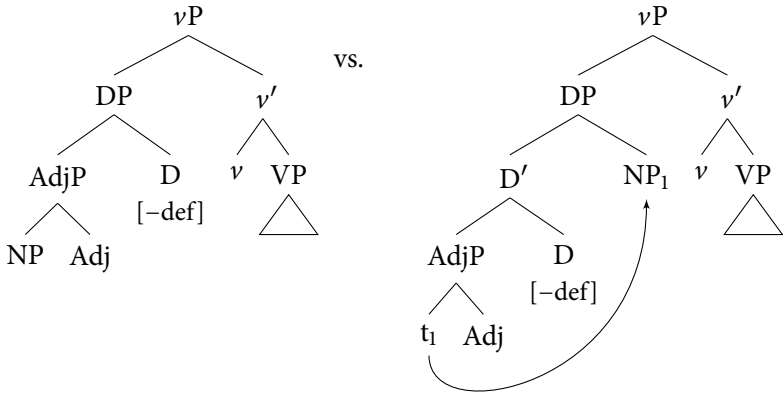 vP vs. vP
DP v′ DP v′
AdjP D v VP D′ NP₁ v VP
[−def]
NP Adj AdjP D
[−def]
t₁ Adj